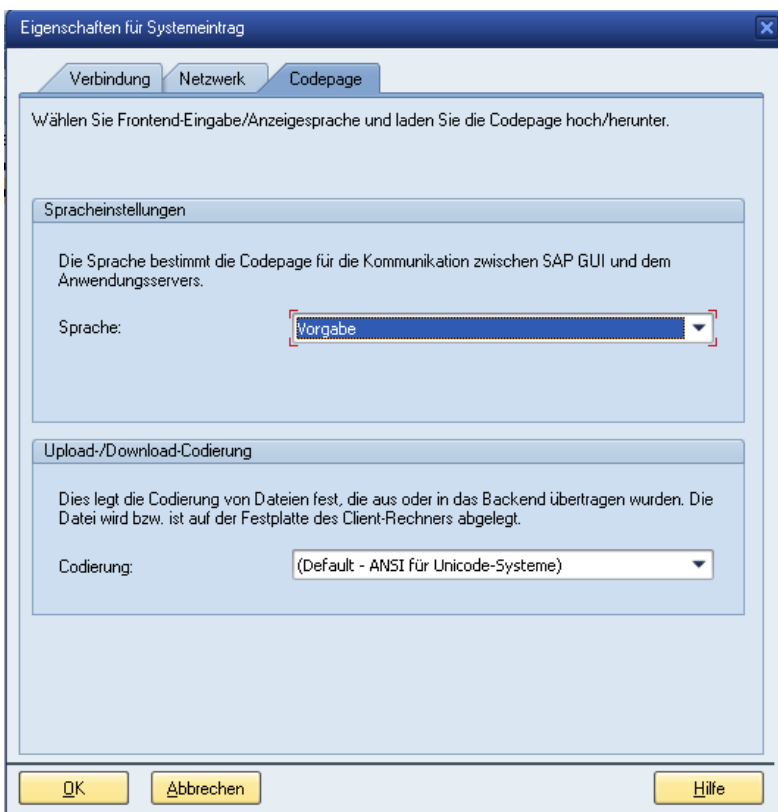 Eigenschaften für Systemeintrag
Verbindung Netzwerk Codepage
Wählen Sie Frontend-Eingabe/Anzeigesprache und laden Sie die Codepage hoch/herunter.
Spracheinstellungen
Die Sprache bestimmt die Codepage für die Kommunikation zwischen SAP GUI und dem
Anwendungsservers.
Sprache: Vorgabe
Upload-/Download-Codierung
Dies legt die Codierung von Dateien fest, die aus oder in das Backend übertragen wurden. Die
Datei wird bzw. ist auf der Festplatte des Client-Rechners abgelegt.
Codierung: (Default - ANSI für Unicode-Systeme)
OK Abbrechen Hilfe